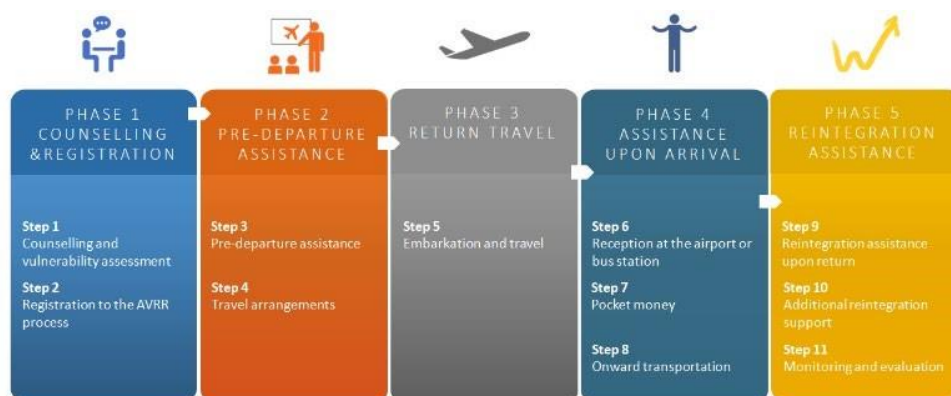 PHASE 1
COUNSELLING
&REGISTRATION
Step 1
Counselling and
vulnerability assessment
Step 2
Registration to the AVRR
process
PHASE 2
PRE-DEPARTURE
ASSISTANCE
Step 3
Pre-departure assistance
Step 4
Travel arrangements
PHASE 3
RETURN TRAVEL
Step 5
Embarkation and travel
PHASE 4
ASSISTANCE
UPON ARRIVAL
Step 6
Reception at the airport or
bus station
Step 7
Pocket money
Step 8
Onward transportation
PHASE 5
REINTEGRATION
ASSISTANCE
Step 9
Reintegration assistance
upon return
Step 10
Additional reintegration
support
Step 11
Monitoring and evaluation